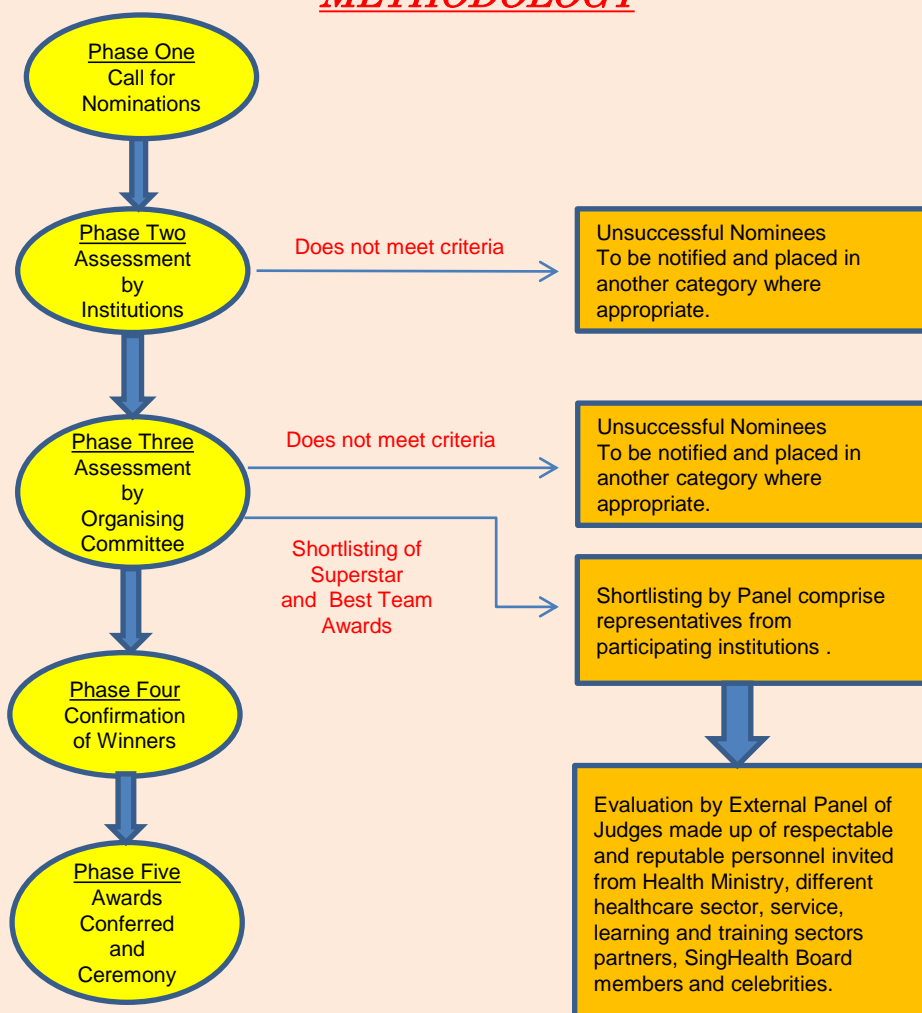 METHODOLOGY
Phase One
Call for
Nominations
Phase Two
Assessment
by
Institutions
Does not meet criteria
Unsuccessful Nominees
To be notified and placed in
another category where
appropriate.
Phase Three
Assessment
by
Organising
Committee
Does not meet criteria
Unsuccessful Nominees
To be notified and placed in
another category where
appropriate.
Shortlisting of
Superstar
and Best Team
Awards
Shortlisting by Panel comprise
representatives from
participating institutions .
Phase Four
Confirmation
of Winners
Evaluation by External Panel of
Judges made up of respectable
and reputable personnel invited
from Health Ministry, different
healthcare sector, service,
learning and training sectors
partners, SingHealth Board
members and celebrities.
Phase Five
Awards
Conferred
and
Ceremony